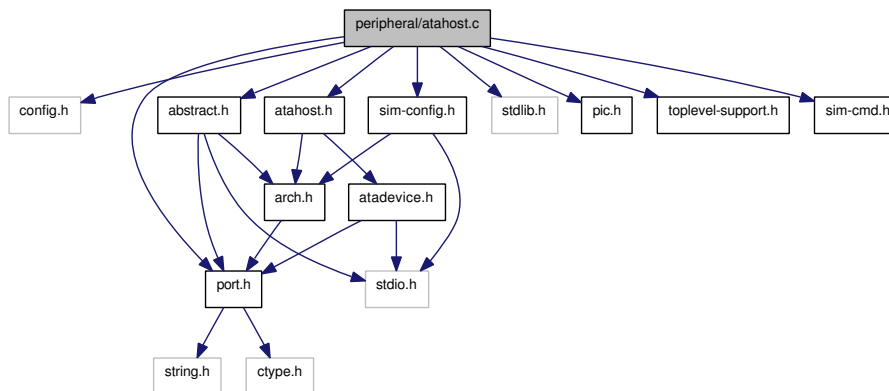 peripheral/atahost.c
config.h
abstract.h
atahost.h
sim-config.h
stdlib.h
pic.h
toplevel-support.h
sim-cmd.h
arch.h
atadevice.h
port.h
stdio.h
string.h
ctype.h